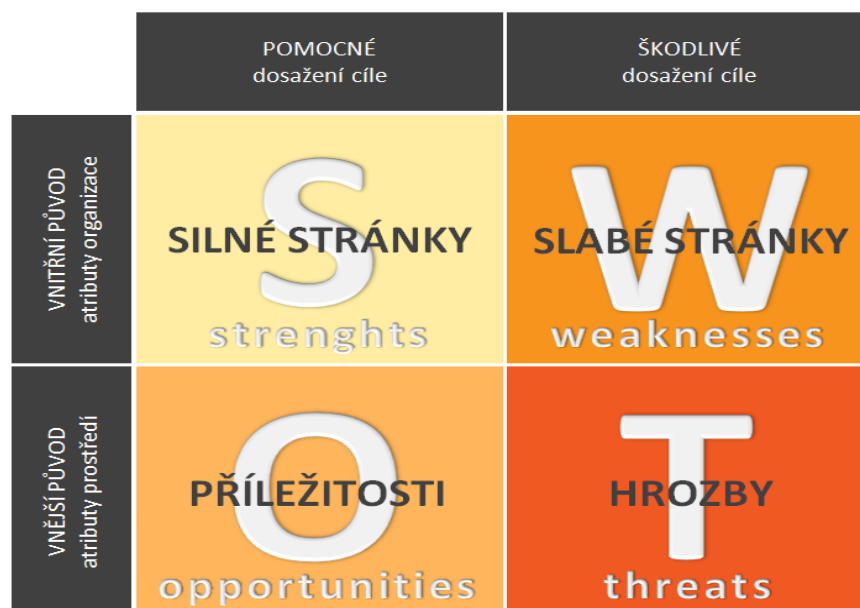 POMOCNÉ
dosažení cíle
ŠKODLIVÉ
dosažení cíle
VNITŘNÍ PŮVOD
atributy organizace
S
SILNÉ STRÁNKY
strenghts
W
SLABÉ STRÁNKY
weaknesses
VNĚJŠÍ PŮVOD
atributy prostředí
O
PŘÍLEŽITOSTI
opportunities
T
HROZBY
threats